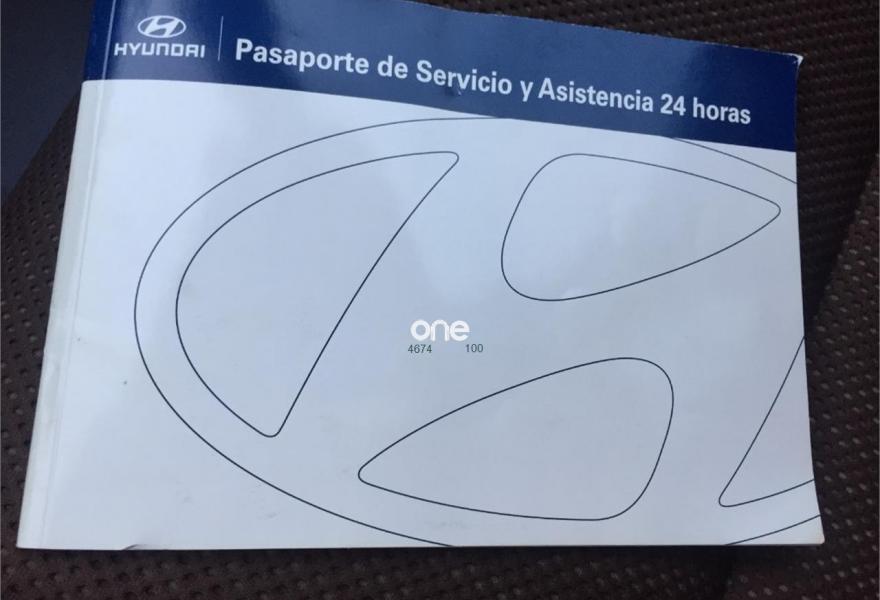 HYUNDAI
Pasaporte de Servicio y Asistencia 24 horas
one
4674 100